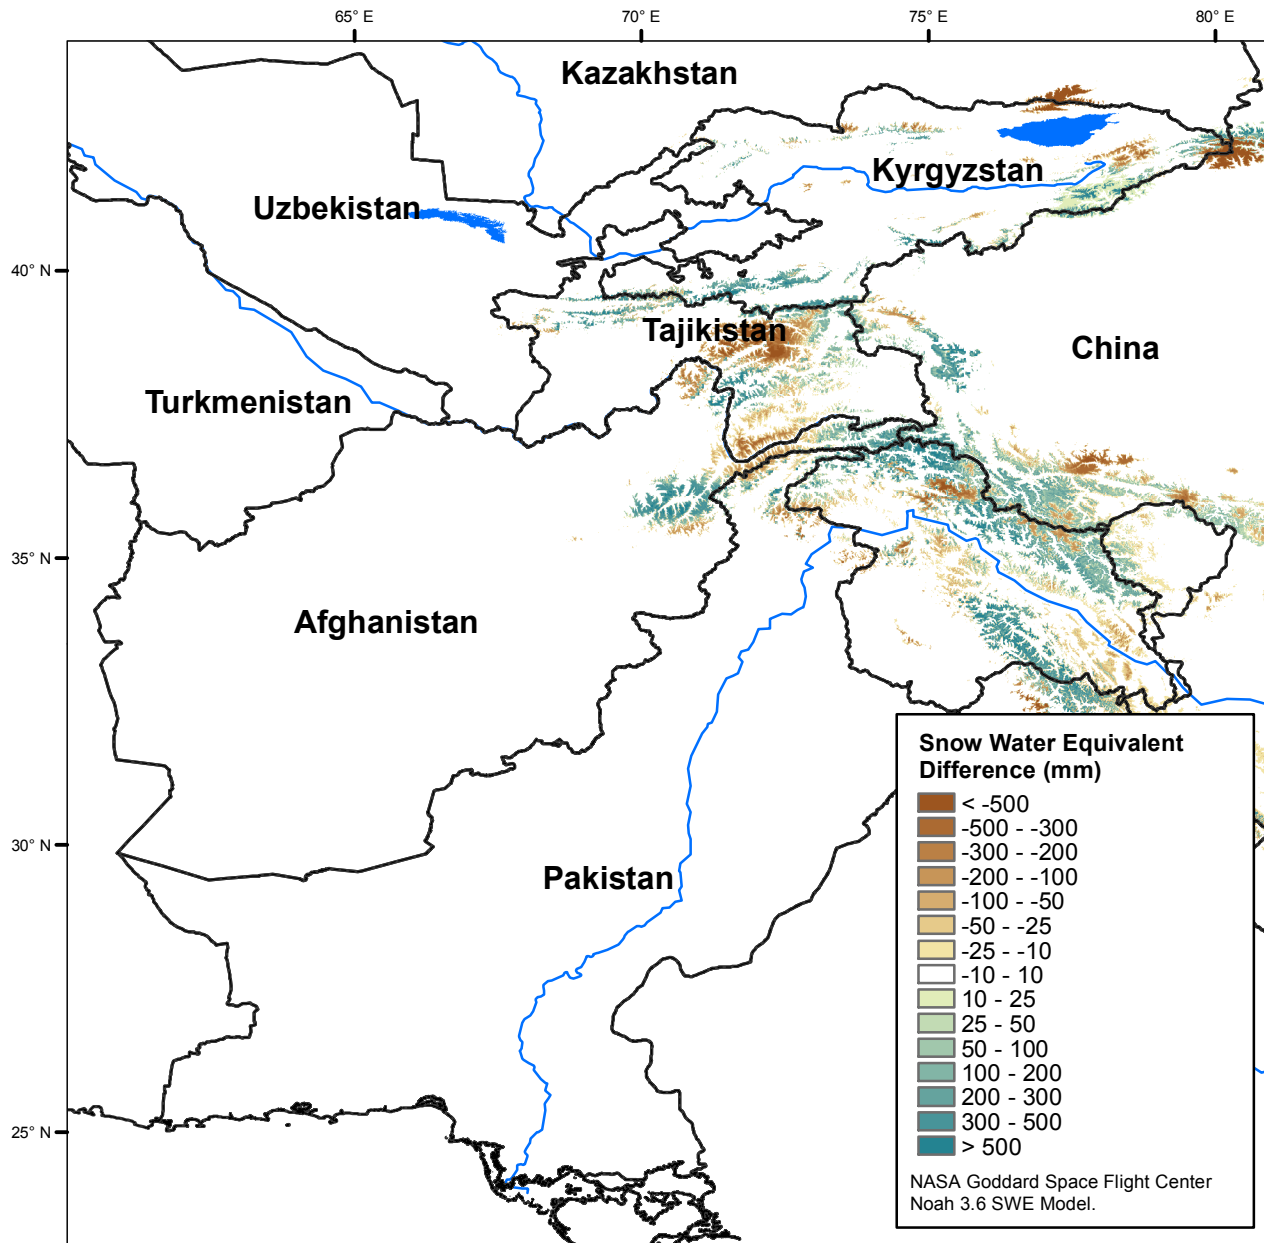 65° E
70° E
75° E
80° E
Kazakhstan
Kyrgyzstan
Uzbekistan
40° N
Tajikistan
China
Turkmenistan
35° N
Afghanistan
Snow Water Equivalent
Difference (mm)
< -500
-500 - -300
-300 - -200
-200 - -100
-100 - -50
-50 - -25
-25 - -10
-10 - 10
10 - 25
25 - 50
50 - 100
100 - 200
200 - 300
300 - 500
> 500
30° N
Pakistan
25° N
NASA Goddard Space Flight Center
Noah 3.6 SWE Model.